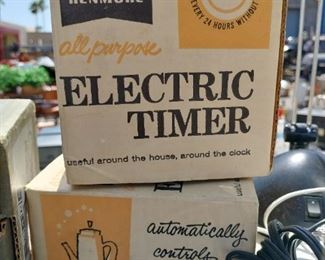 KENMORE
EVERY 24 HOURS WITHOUT
all purpose
ELECTRIC
TIMER
useful around the house, around the clock
automatically
controls